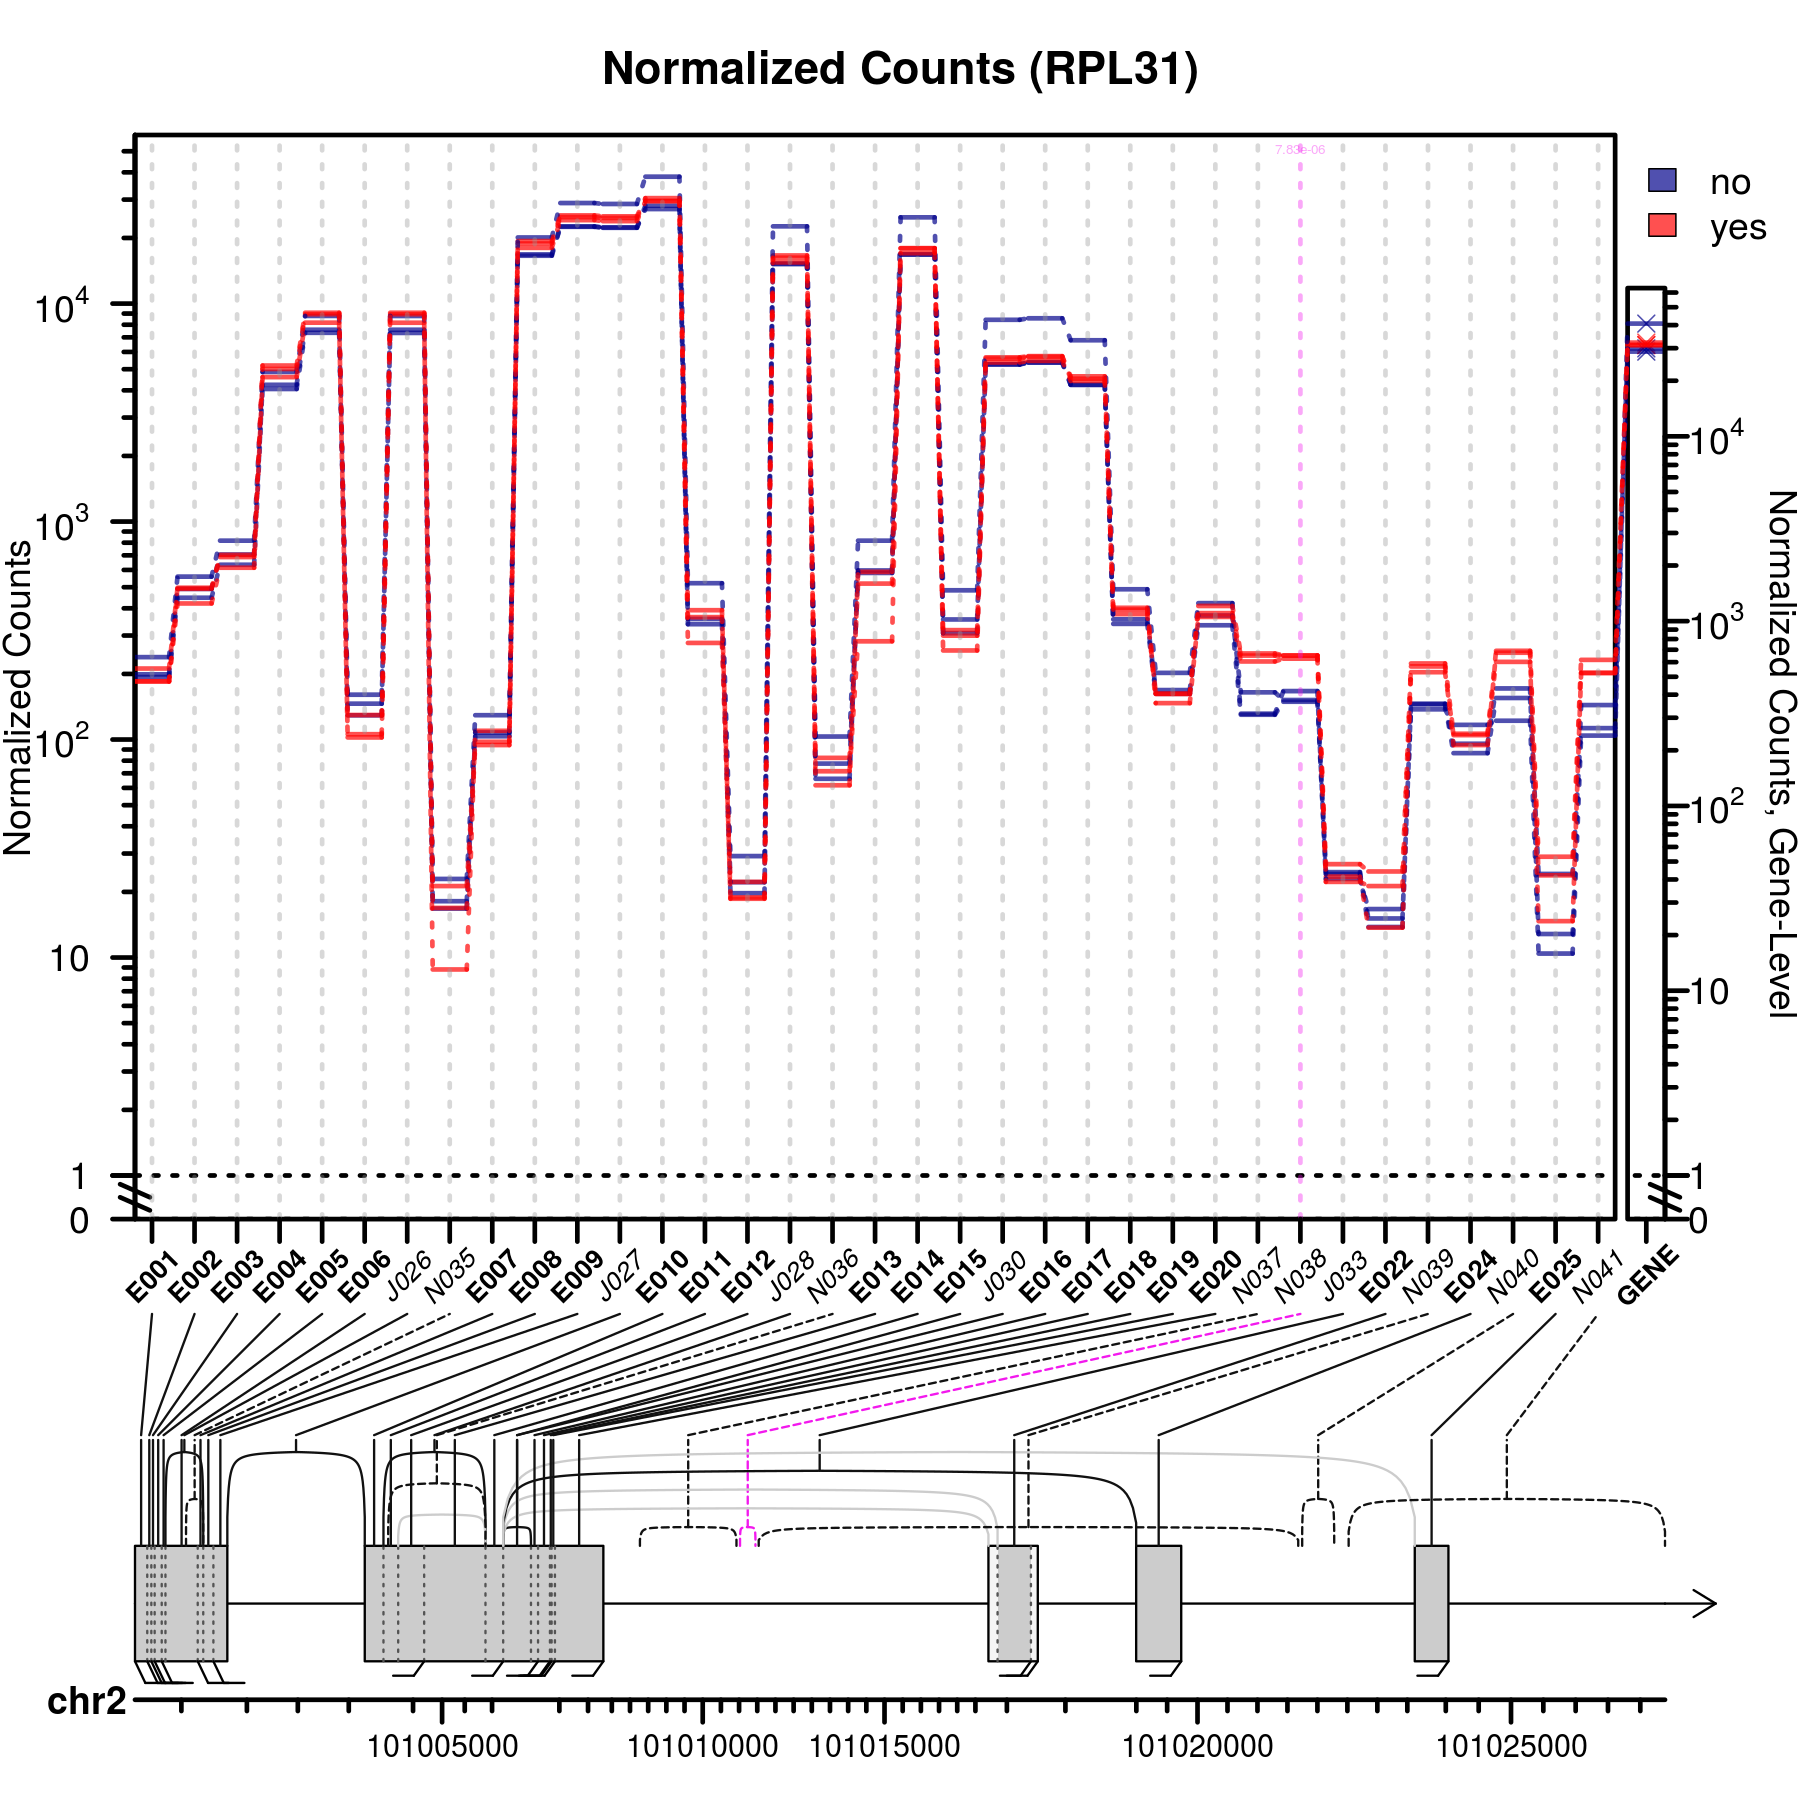 Normalized Counts (RPL31)
7.83e-06
no
yes
Normalized Counts
10^4
10^3
10^2
10
1
0
10^4
10^3
10^2
10
1
0
Normalized Counts, Gene-Level
E001 E002 E003 E004 E005 E006 J026 N035 E007 E008 E009 J027 E010 E011 E012 J028 N036 E013 E014 E015 J030 E016 E017 E018 E019 E020 N037 N038 J033 E022 N039 E024 N040 E025 N041 GENE
chr2
101005000 101010000 101015000 101020000 101025000